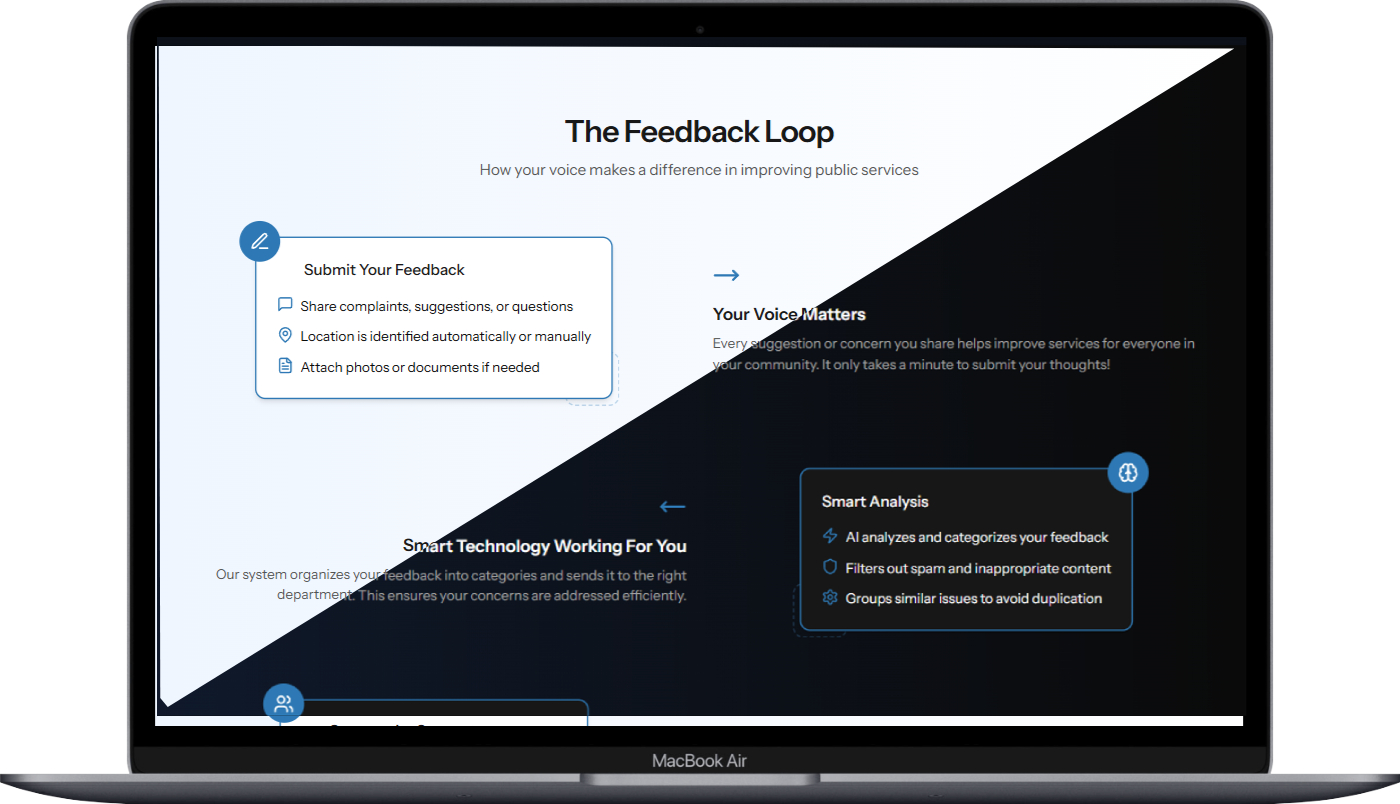 The Feedback Loop
How your voice makes a difference in improving public services
Submit Your Feedback
Share complaints, suggestions, or questions
Location is identified automatically or manually
Attach photos or documents if needed
Your Voice Matters
Every suggestion or concern you share helps improve services for everyone in
your community. It only takes a minute to submit your thoughts!
Smart Technology Working For You
Our system organizes your feedback into categories and sends it to the right
department. This ensures your concerns are addressed efficiently.
Smart Analysis
AI analyzes and categorizes your feedback
Filters out spam and inappropriate content
Groups similar issues to avoid duplication
MacBook Air